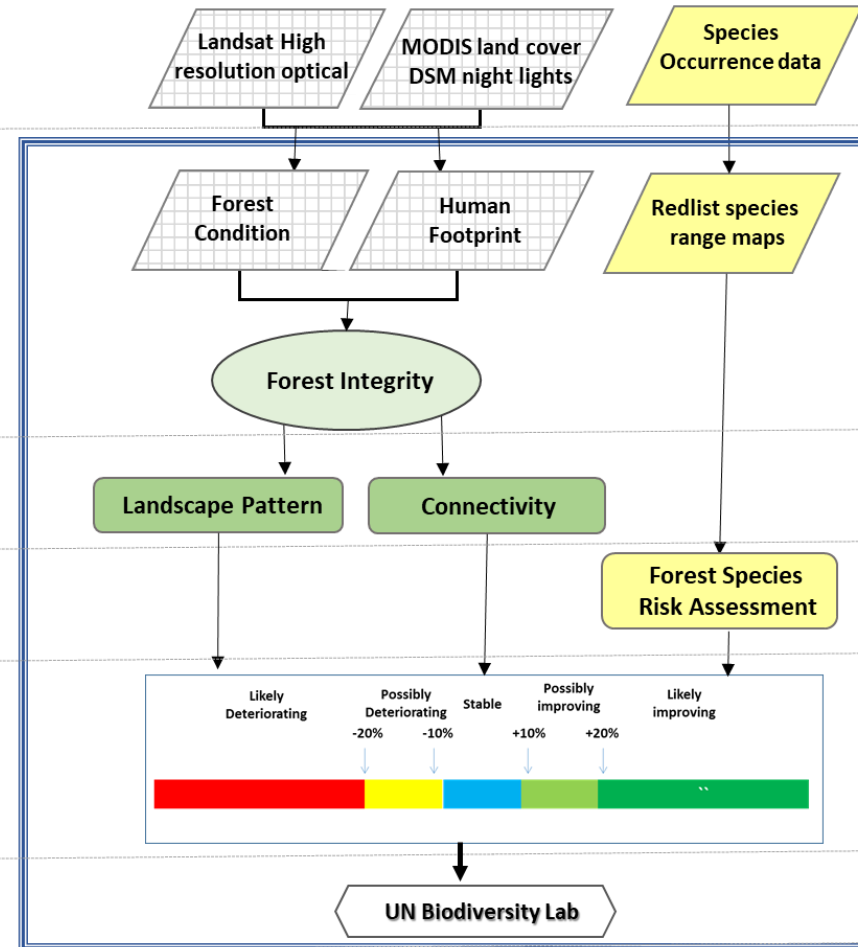 Landsat High
resolution optical
MODIS land cover
DSM night lights
Species
Occurrence data
Forest
Condition
Human
Footprint
Redlist species
range maps
Forest Integrity
Landscape Pattern
Connectivity
Forest Species
Risk Assessment
Likely
Deteriorating
Possibly
Deteriorating
Stable
Possibly
improving
Likely
improving
-20%
-10%
+10%
+20%
``
UN Biodiversity Lab